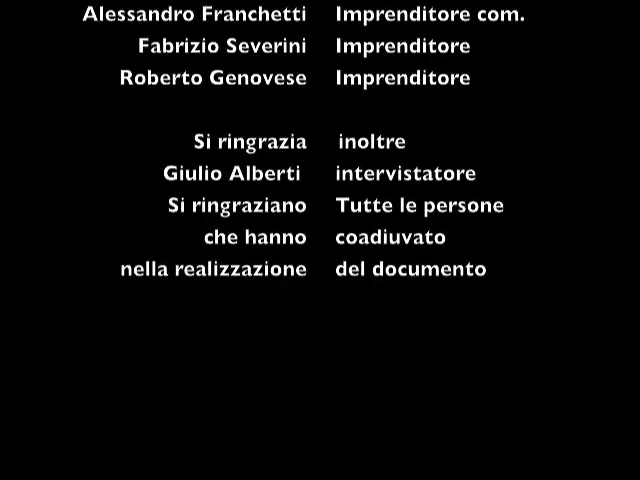 Alessandro Franchetti Imprenditore com.
Fabrizio Severini Imprenditore
Roberto Genovese Imprenditore
Si ringrazia inoltre
Giulio Alberti intervistatore
Si ringraziano Tutte le persone
che hanno coadiuvato
nella realizzazione del documento